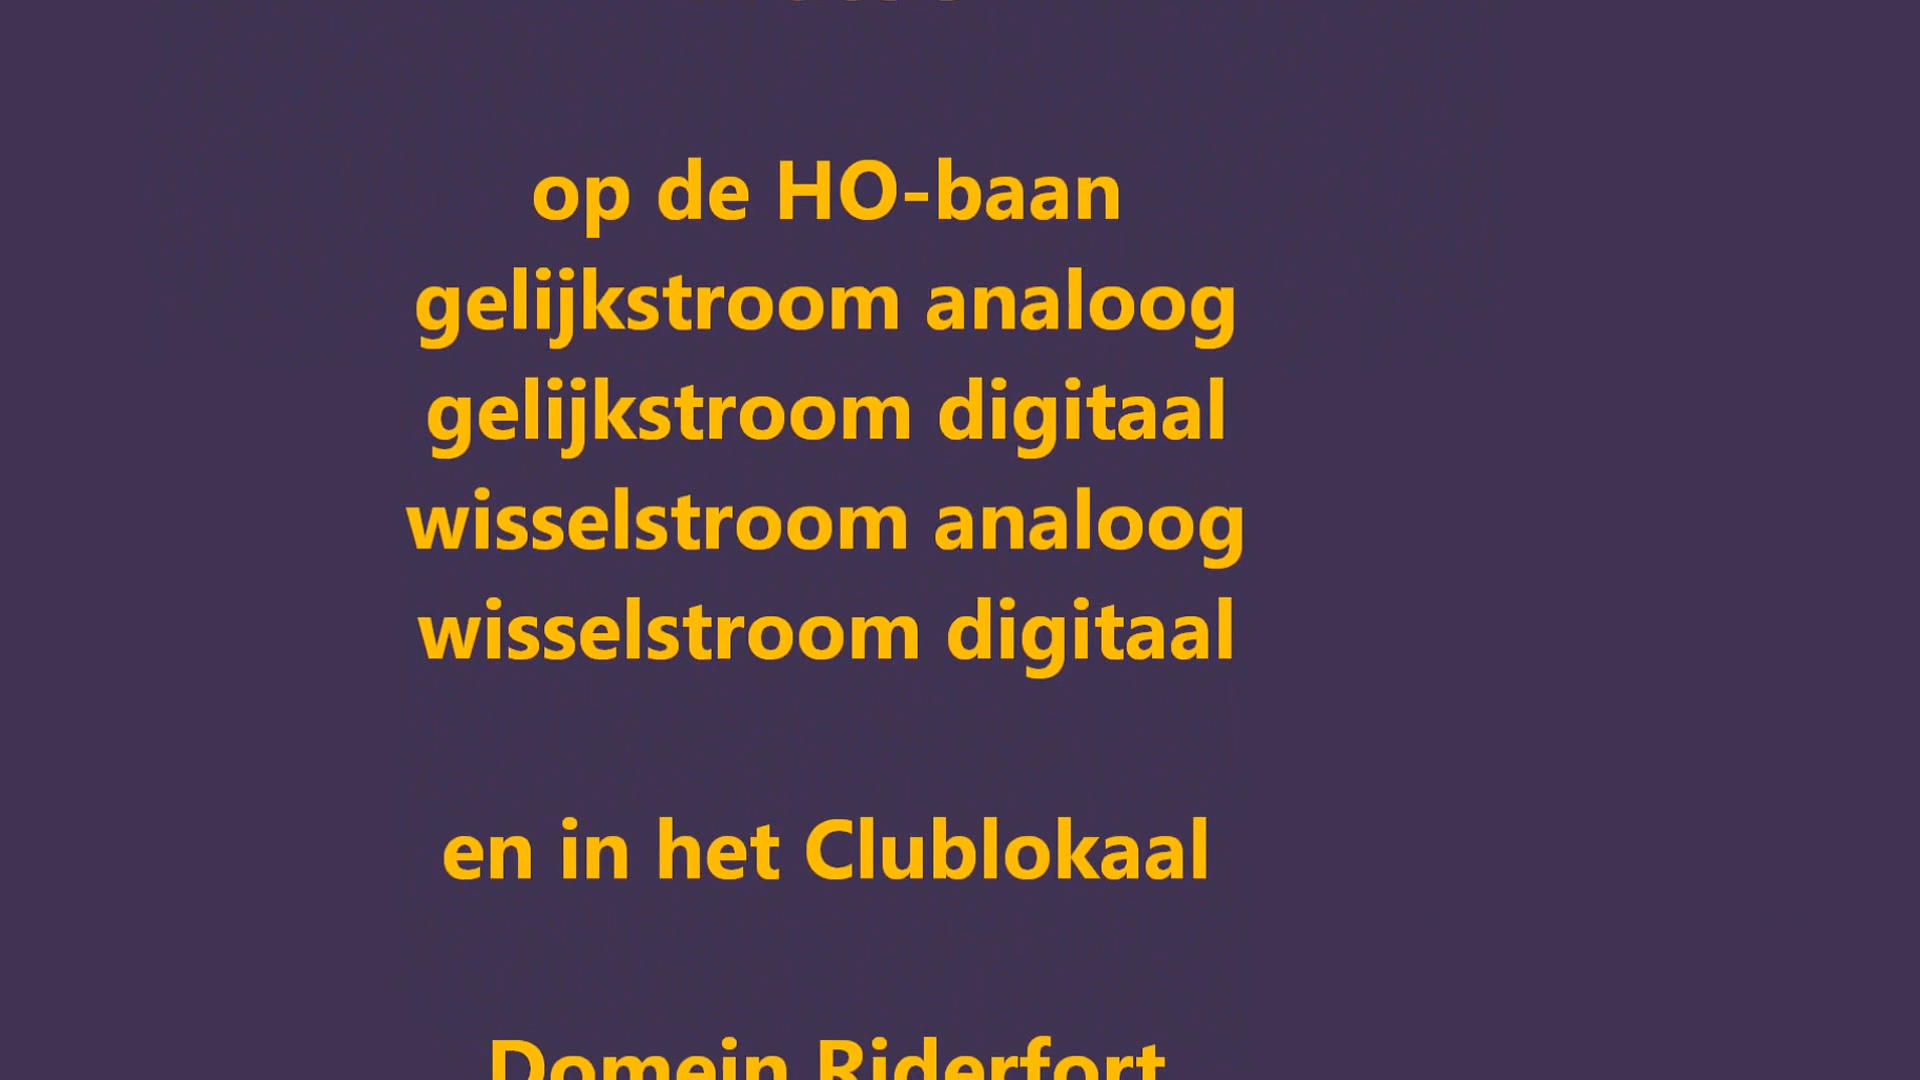 op de HO-baan
gelijkstroom analoog
gelijkstroom digitaal
wisselstroom analoog
wisselstroom digitaal
en in het Clublokaal
Domein Riderfort